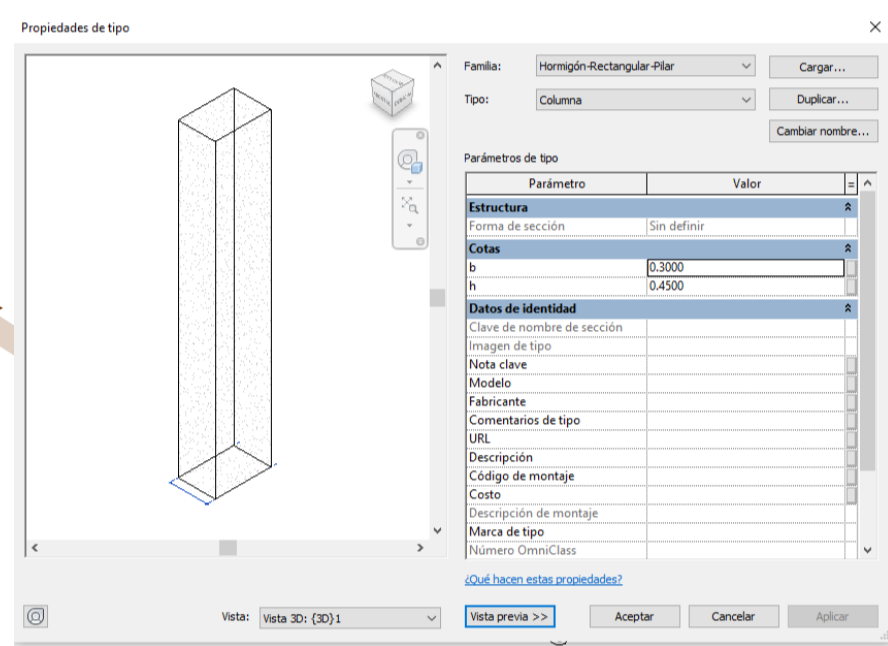 Propiedades de tipo
Familia: Hormigón-Rectangular-Pilar Cargar...
Tipo: Columna Duplicar...
Cambiar nombre...
Parámetros de tipo
Parámetro Valor =
Estructura
Forma de sección Sin definir
Cotas
b 0.3000
h 0.4500
Datos de identidad
Clave de nombre de sección
Imagen de tipo
Nota clave
Modelo
Fabricante
Comentarios de tipo
URL
Descripción
Código de montaje
Costo
Descripción de montaje
Marca de tipo
Número OmniClass
¿Qué hacen estas propiedades?
Vista: Vista 3D: {3D}1 Vista previa >> Aceptar Cancelar Aplicar